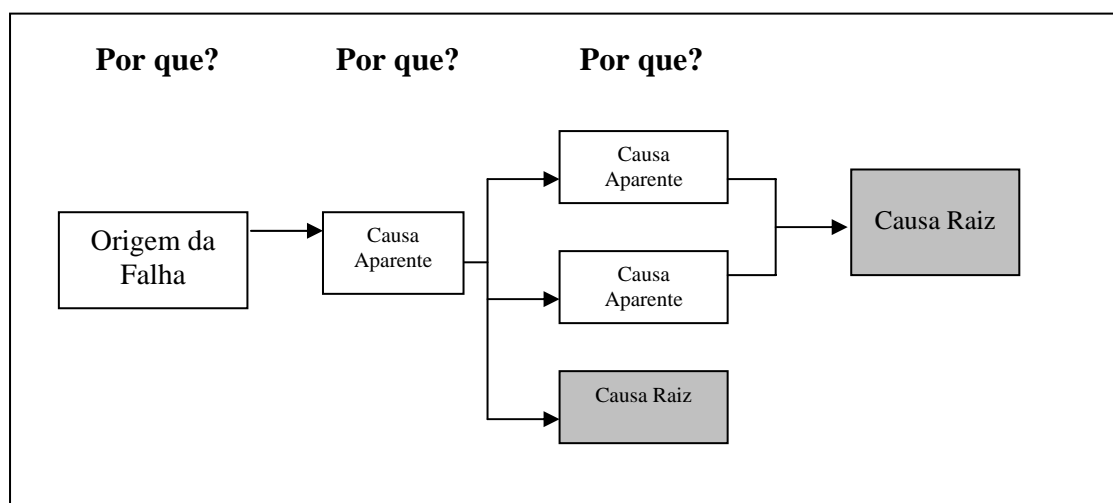 Por que?
Por que?
Por que?
Origem da
Falha
Causa
Aparente
Causa
Aparente
Causa
Aparente
Causa Raiz
Causa Raiz